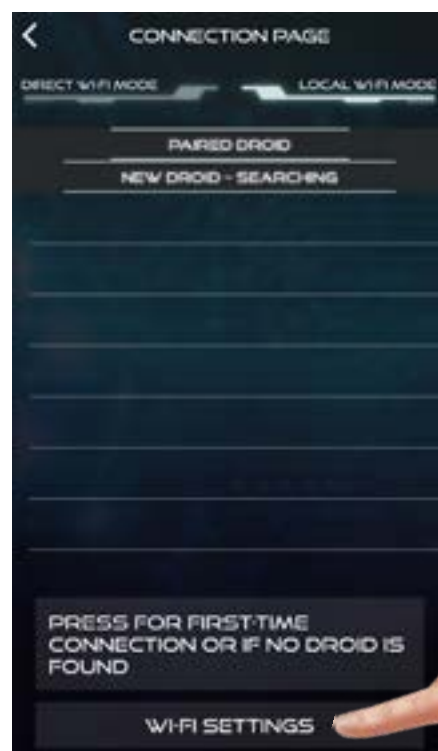 CONNECTION PAGE
DIRECT WI-FI MODE
LOCAL WI-FI MODE
PAIRED DROID
NEW DROID - SEARCHING
PRESS FOR FIRST-TIME
CONNECTION OR IF NO DROID IS
FOUND
WI-FI SETTINGS